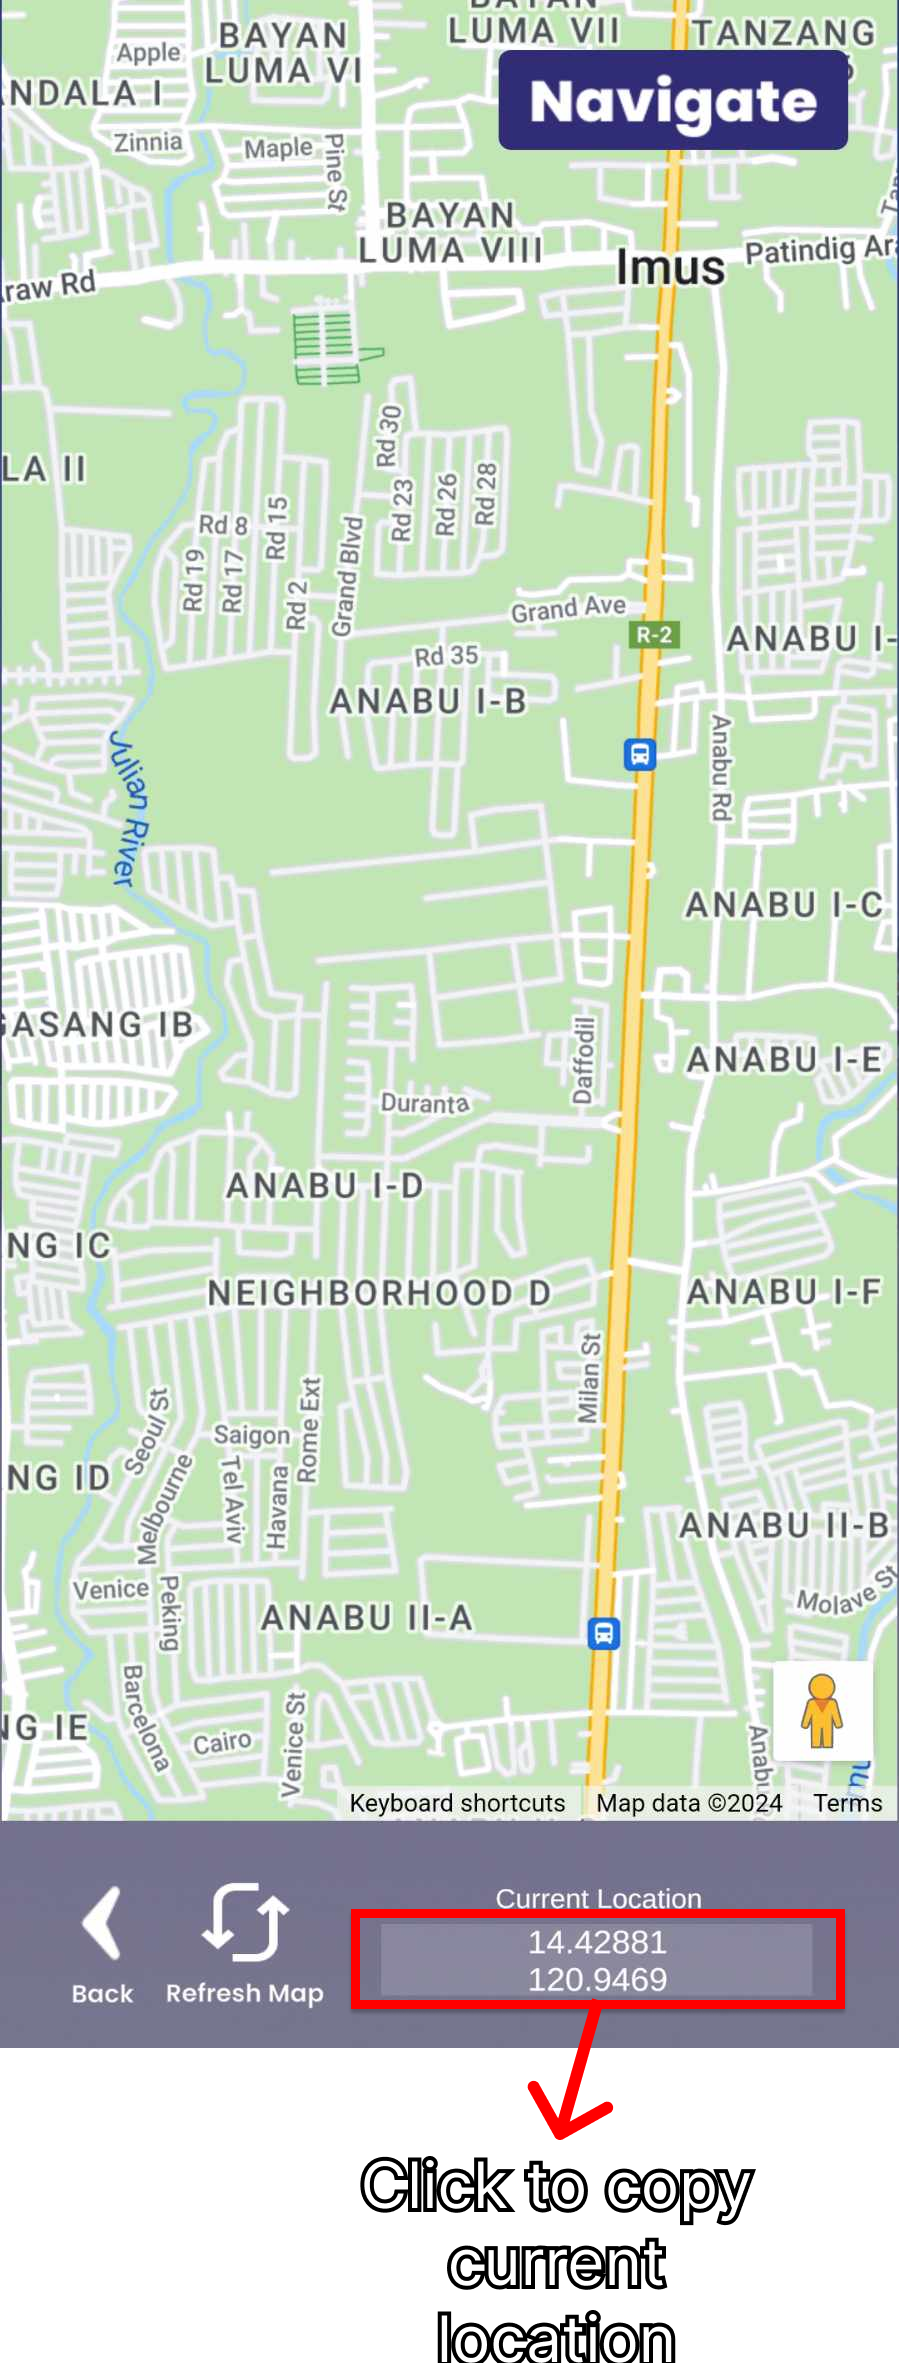 BAYAN
LUMA VII
TANZANG
Apple
BAYAN
LUMA VI
NDALA I
Navigate
Zinnia
Maple
Pine St
BAYAN
LUMA VIII
Imus
Patindig Ar
raw Rd
LA II
Rd 30
Rd 23
Rd 26
Rd 28
Rd 8
Rd 15
Rd 19
Rd 17
Rd 2
Grand Blvd
Grand Ave
R-2
ANABU I-
Rd 35
ANABU I-B
Anabu Rd
Julian River
ANABU I-C
GASANG IB
Daffodil
ANABU I-E
Duranta
ANABU I-D
NG IC
NEIGHBORHOOD D
ANABU I-F
Milan St
Seoul St
Saigon
Rome Ext
NG ID
Melbourne
Tel Aviv
Havana
ANABU II-B
Venice
Peking
ANABU II-A
Molave St
Barcelona
NG IE
Cairo
Venice St
Anabu
Keyboard shortcuts
Map data ©2024
Terms
Current Location
14.42881
120.9469
Back
Refresh Map
Click to copy
current
location